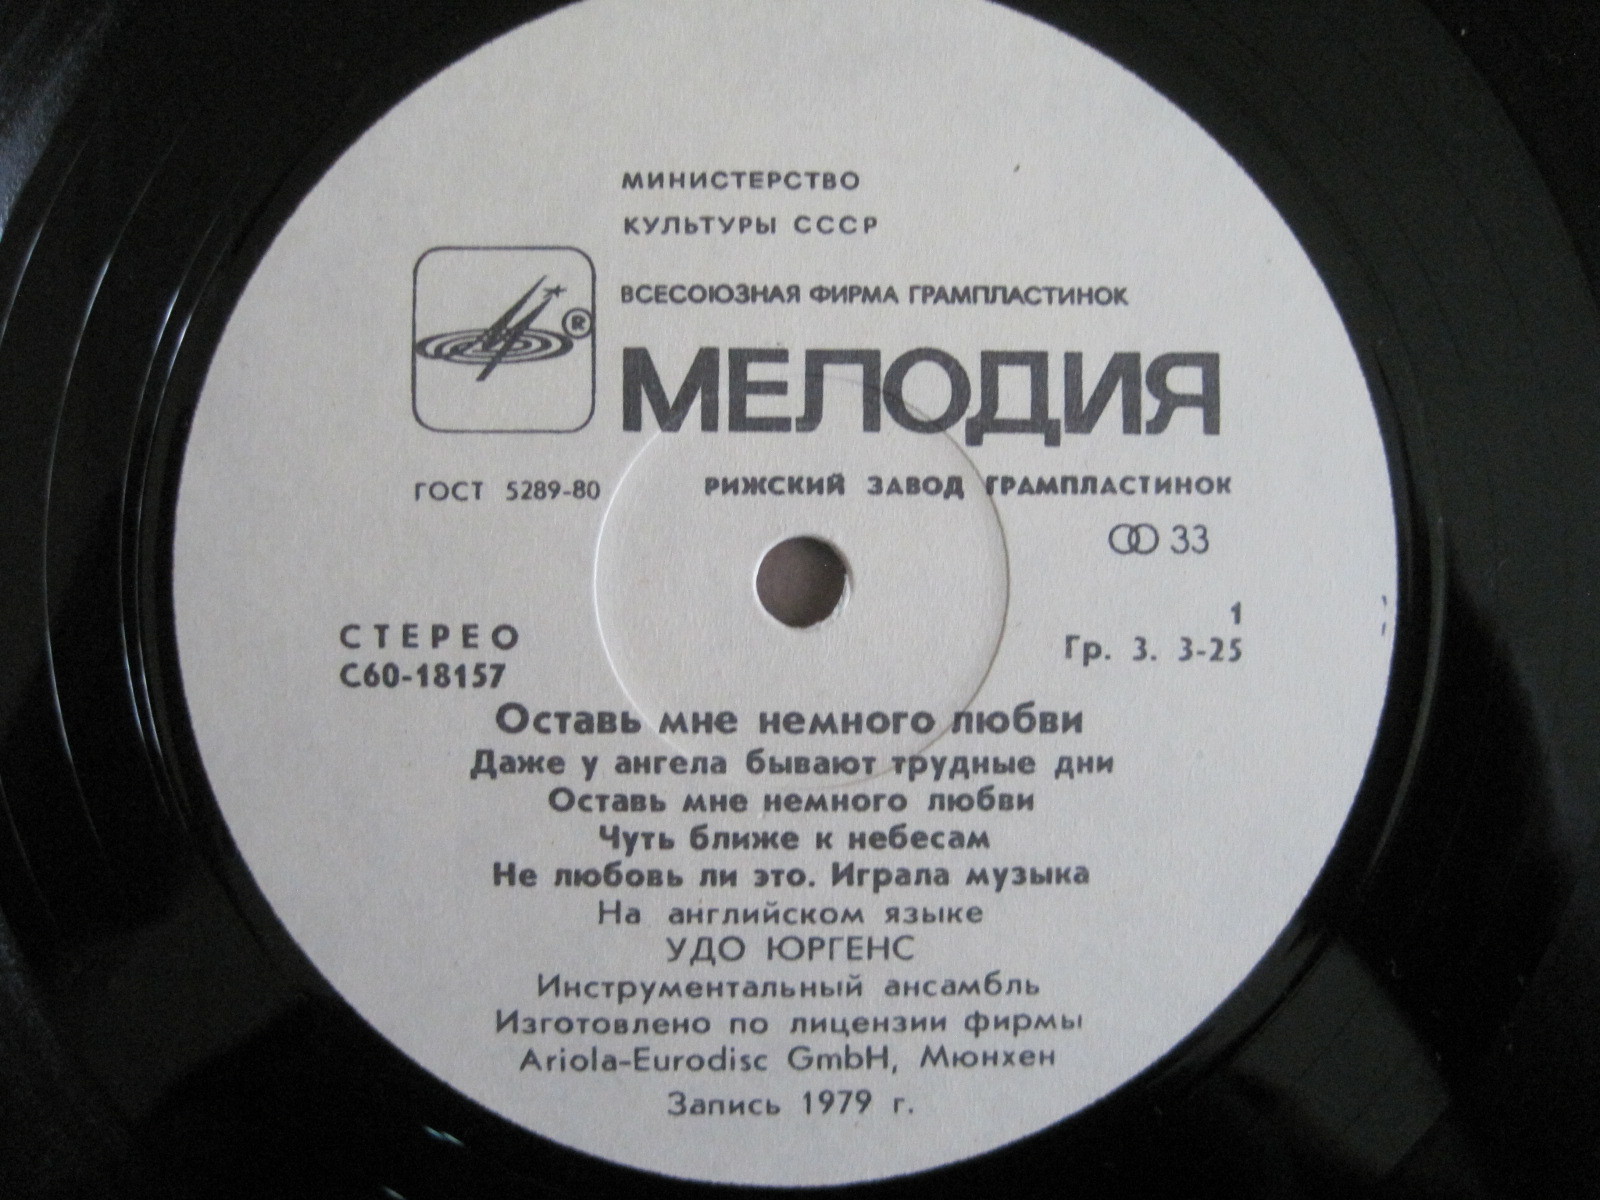 МИНИСТЕРСТВО
КУЛЬТУРЫ СССР
ВСЕСОЮЗНАЯ ФИРМА ГРАМПЛАСТИНОК
®
МЕЛОДИЯ
ГОСТ 5289-80
РИЖСКИЙ ЗАВОД ГРАМПЛАСТИНОК
33
1
Гр. 3. 3-25
СТЕРЕО
С60-18157
Оставь мне немного любви
Даже у ангела бывают трудные дни
Оставь мне немного любви
Чуть ближе к небесам
Не любовь ли это. Играла музыка
На английском языке
УДО ЮРГЕНС
Инструментальный ансамбль
Изготовлено по лицензии фирмы
Ariola-Eurodisc GmbH, Мюнхен
Запись 1979 г.